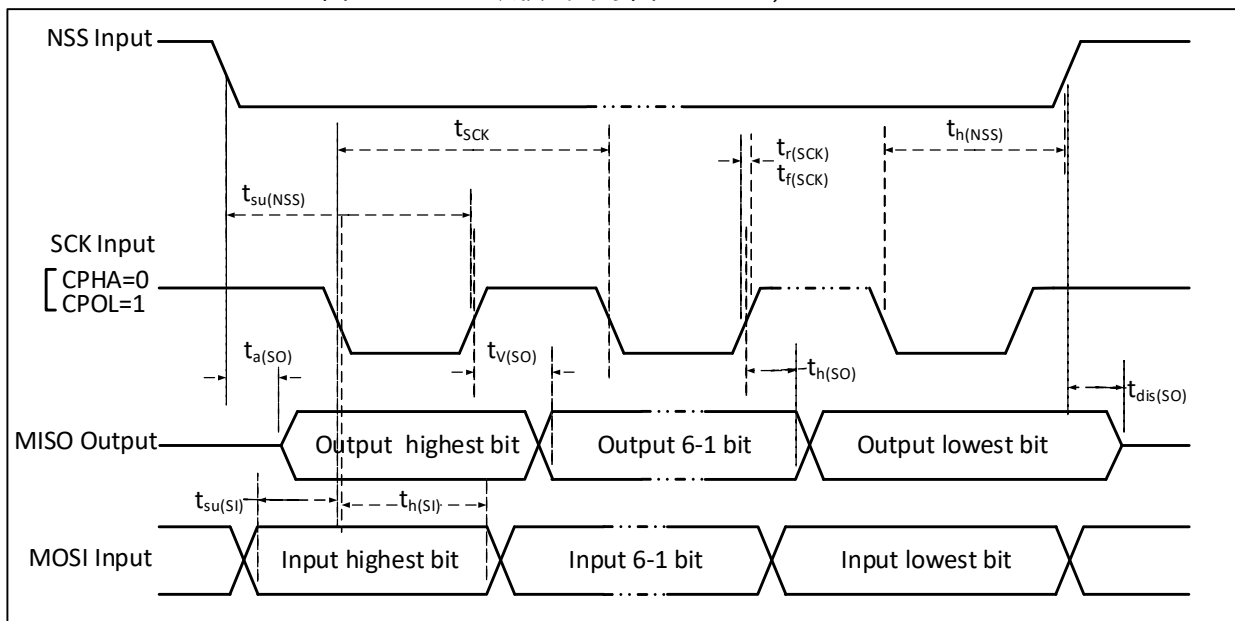 NSS Input
tSCK
th(NSS)
tr(SCK)
tf(SCK)
tsu(NSS)
SCK Input
CPHA=0
CPOL=1
ta(SO)
tV(SO)
th(SO)
tdis(SO)
MISO Output
Output highest bit
Output 6-1 bit
Output lowest bit
tsu(SI)
th(SI)
MOSI Input
Input highest bit
Input 6-1 bit
Input lowest bit